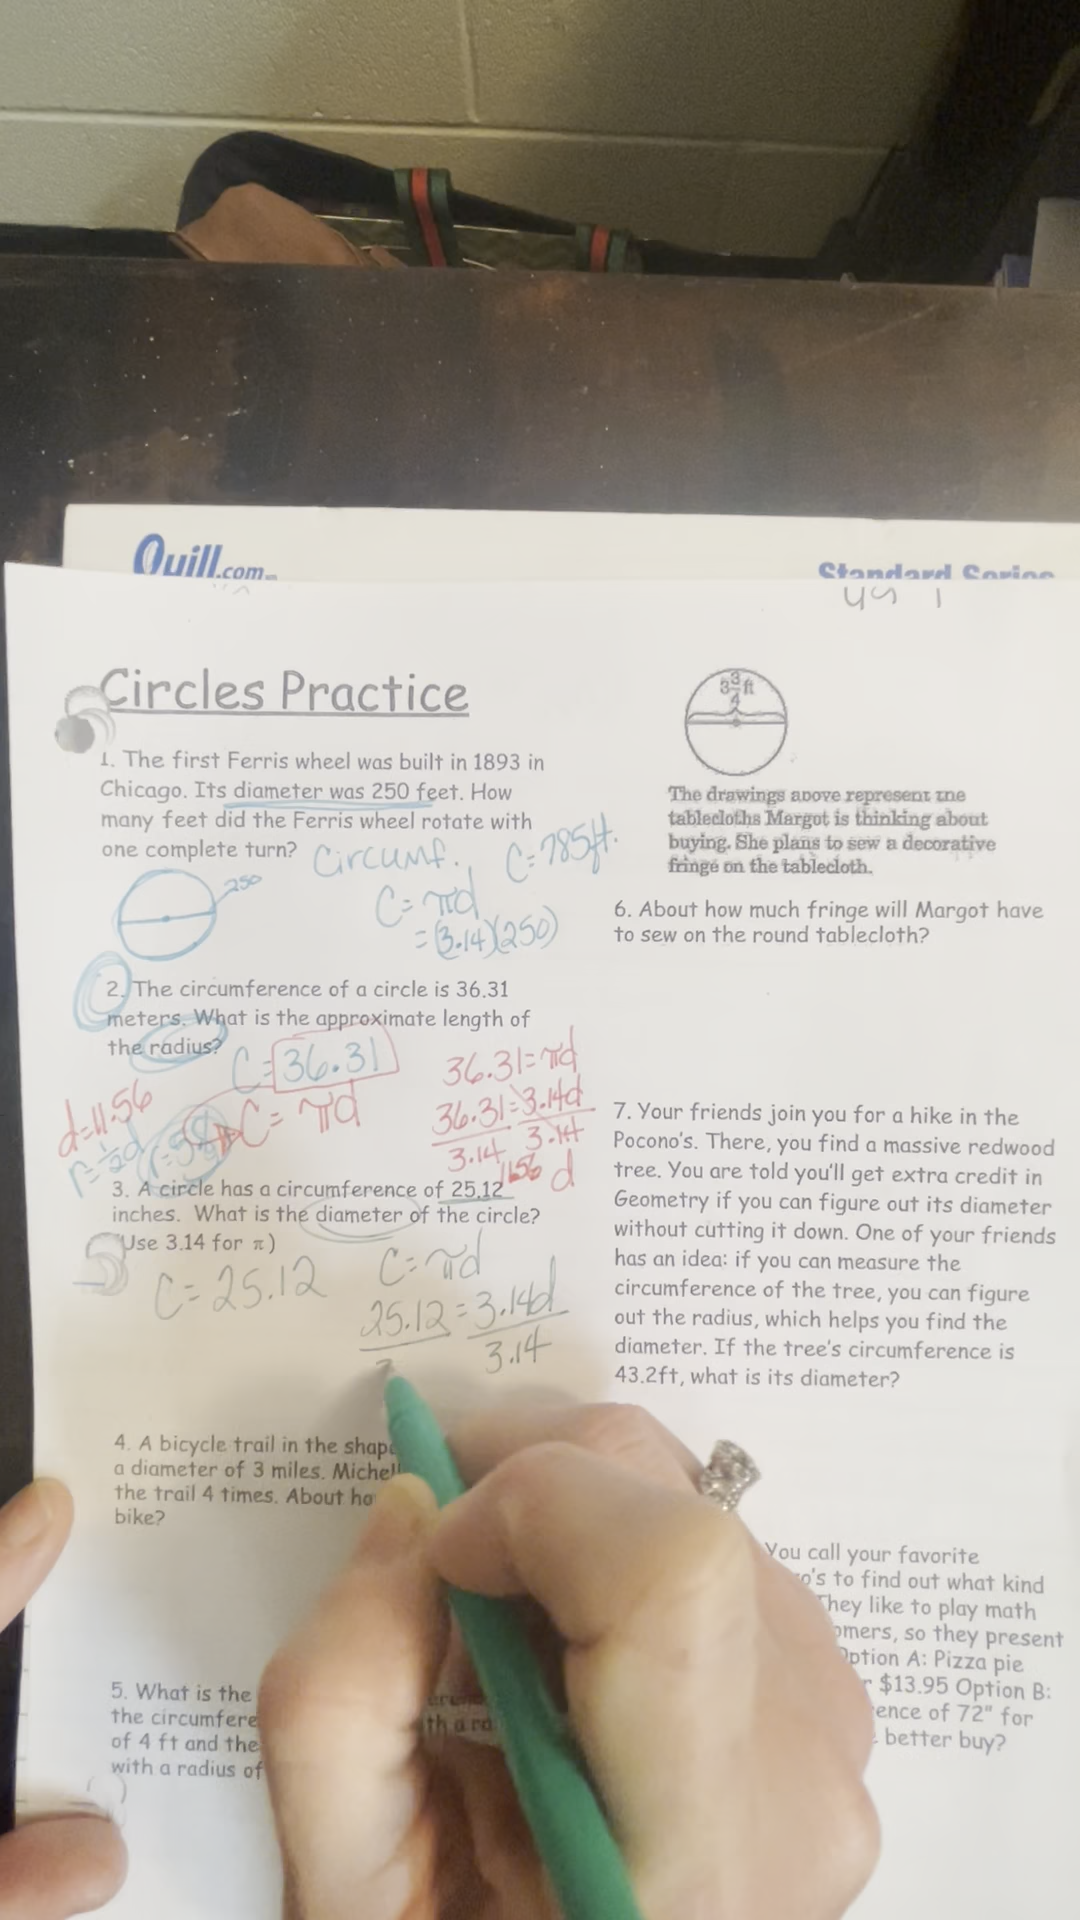 Quill.com
Standard Series
Circles Practice
1. The first Ferris wheel was built in 1893 in
Chicago. Its diameter was 250 feet. How
many feet did the Ferris wheel rotate with
one complete turn?
Circumf.
C=785ft.
250
C=πd
=(3.14)(250)
2. The circumference of a circle is 36.31
meters. What is the approximate length of
the radius?
C=36.31
C=πd
d=11.56
r=½d
36.31=πd
36.31=3.14d
3.14 3.14
11.56 d
3. A circle has a circumference of 25.12
inches. What is the diameter of the circle?
Use 3.14 for π)
C=25.12
C=πd
25.12=3.14d
3.14
4. A bicycle trail in the shape
a diameter of 3 miles. Michel
the trail 4 times. About
bike?
5. What is the
the circumfere
of 4 ft and the
with a radius of
3 3/4 ft
The drawings above represent the
tablecloths Margot is thinking about
buying. She plans to sew a decorative
fringe on the tablecloth.
6. About how much fringe will Margot have
to sew on the round tablecloth?
7. Your friends join you for a hike in the
Pocono's. There, you find a massive redwood
tree. You are told you'll get extra credit in
Geometry if you can figure out its diameter
without cutting it down. One of your friends
has an idea: if you can measure the
circumference of the tree, you can figure
out the radius, which helps you find the
diameter. If the tree's circumference is
43.2ft, what is its diameter?
You call your favorite
o's to find out what kind
They like to play math
omers, so they present
Option A: Pizza pie
$13.95 Option B:
ence of 72" for
better buy?